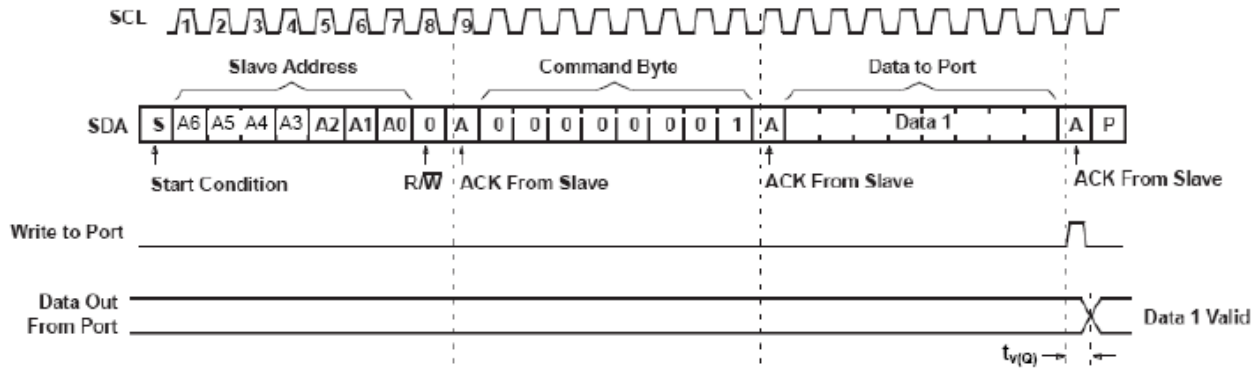 SCL 1 2 3 4 5 6 7 8 9
Slave Address Command Byte Data to Port
SDA S A6 A5 A4 A3 A2 A1 A0 0 A 0 0 0 0 0 0 0 1 A Data 1 A P
Start Condition R/W̅ ACK From Slave ACK From Slave ACK From Slave
Write to Port
Data Out
From Port
Data 1 Valid
tv(Q)